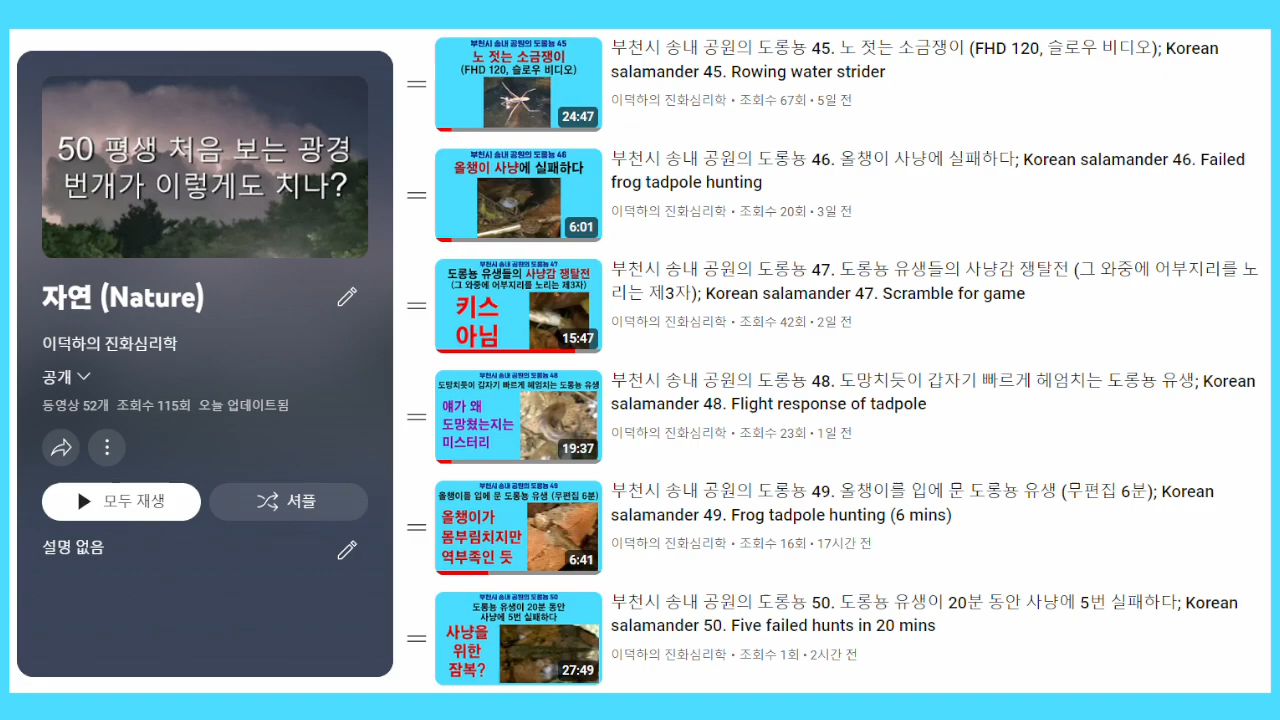 50 평생 처음 보는 광경
번개가 이렇게도 치나?
자연 (Nature)
이덕하의 진화심리학
공개
동영상 52개 조회수 115회 오늘 업데이트됨
모두 재생
셔플
설명 없음
부천시 송내 공원의 도롱뇽 45
노 젓는 소금쟁이
(FHD 120, 슬로우 비디오)
24:47
부천시 송내 공원의 도롱뇽 45. 노 젓는 소금쟁이 (FHD 120, 슬로우 비디오); Korean
salamander 45. Rowing water strider
이덕하의 진화심리학 • 조회수 67회 • 5일 전
부천시 송내 공원의 도롱뇽 46
올챙이 사냥에 실패하다
6:01
부천시 송내 공원의 도롱뇽 46. 올챙이 사냥에 실패하다; Korean salamander 46. Failed
frog tadpole hunting
이덕하의 진화심리학 • 조회수 20회 • 3일 전
부천시 송내 공원의 도롱뇽 47
도롱뇽 유생들의 사냥감 쟁탈전
(그 와중에 어부지리를 노리는 제3자)
키스
아님
15:47
부천시 송내 공원의 도롱뇽 47. 도롱뇽 유생들의 사냥감 쟁탈전 (그 와중에 어부지리를 노
리는 제3자); Korean salamander 47. Scramble for game
이덕하의 진화심리학 • 조회수 42회 • 2일 전
부천시 송내 공원의 도롱뇽 48
도망치듯이 갑자기 빠르게 헤엄치는 도롱뇽 유생
얘가 왜
도망쳤는지는
미스터리
19:37
부천시 송내 공원의 도롱뇽 48. 도망치듯이 갑자기 빠르게 헤엄치는 도롱뇽 유생; Korean
salamander 48. Flight response of tadpole
이덕하의 진화심리학 • 조회수 23회 • 1일 전
부천시 송내 공원의 도롱뇽 49
올챙이를 입에 문 도롱뇽 유생 (무편집 6분)
올챙이가
몸부림치지만
역부족인 듯
6:41
부천시 송내 공원의 도롱뇽 49. 올챙이를 입에 문 도롱뇽 유생 (무편집 6분); Korean
salamander 49. Frog tadpole hunting (6 mins)
이덕하의 진화심리학 • 조회수 16회 • 17시간 전
부천시 송내 공원의 도롱뇽 50
도롱뇽 유생이 20분 동안
사냥에 5번 실패하다
사냥을
위한
잠복?
27:49
부천시 송내 공원의 도롱뇽 50. 도롱뇽 유생이 20분 동안 사냥에 5번 실패하다; Korean
salamander 50. Five failed hunts in 20 mins
이덕하의 진화심리학 • 조회수 1회 • 2시간 전